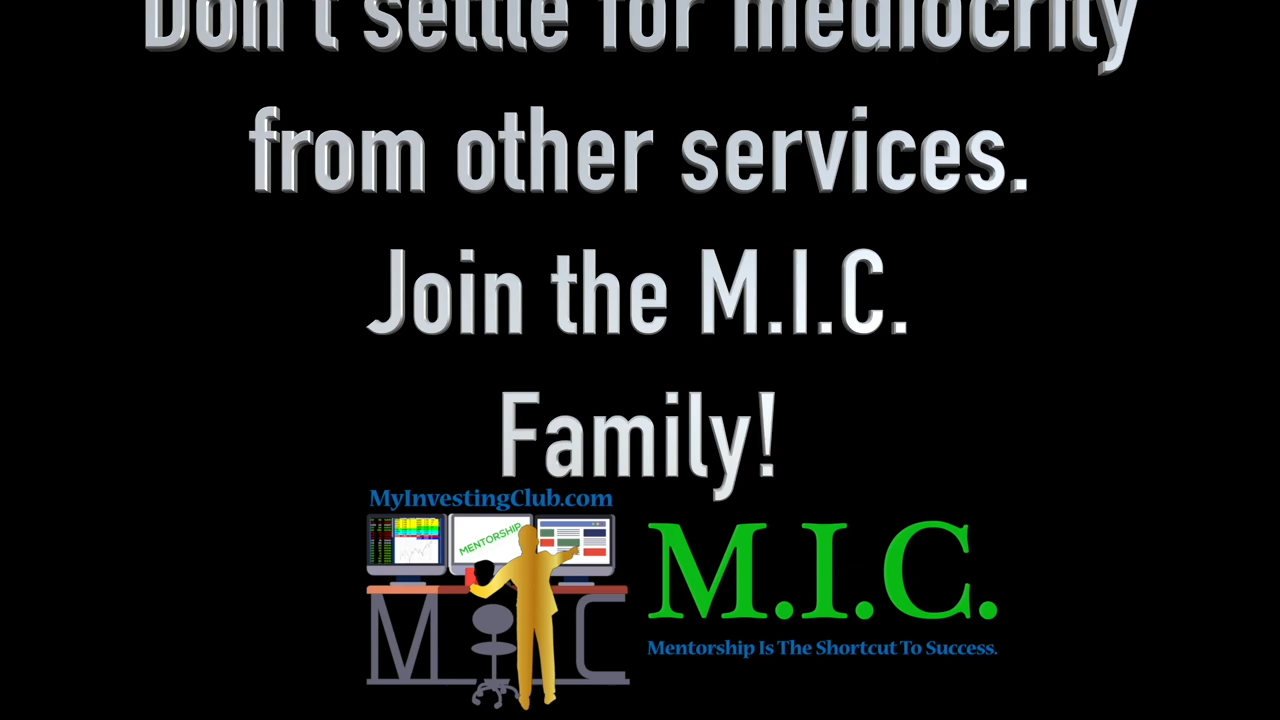 Don't settle for mediocrity
from other services.
Join the M.I.C.
Family!
MyInvestingClub.com
MENTORSHIP
M.I.C.
M I C
Mentorship Is The Shortcut To Success.